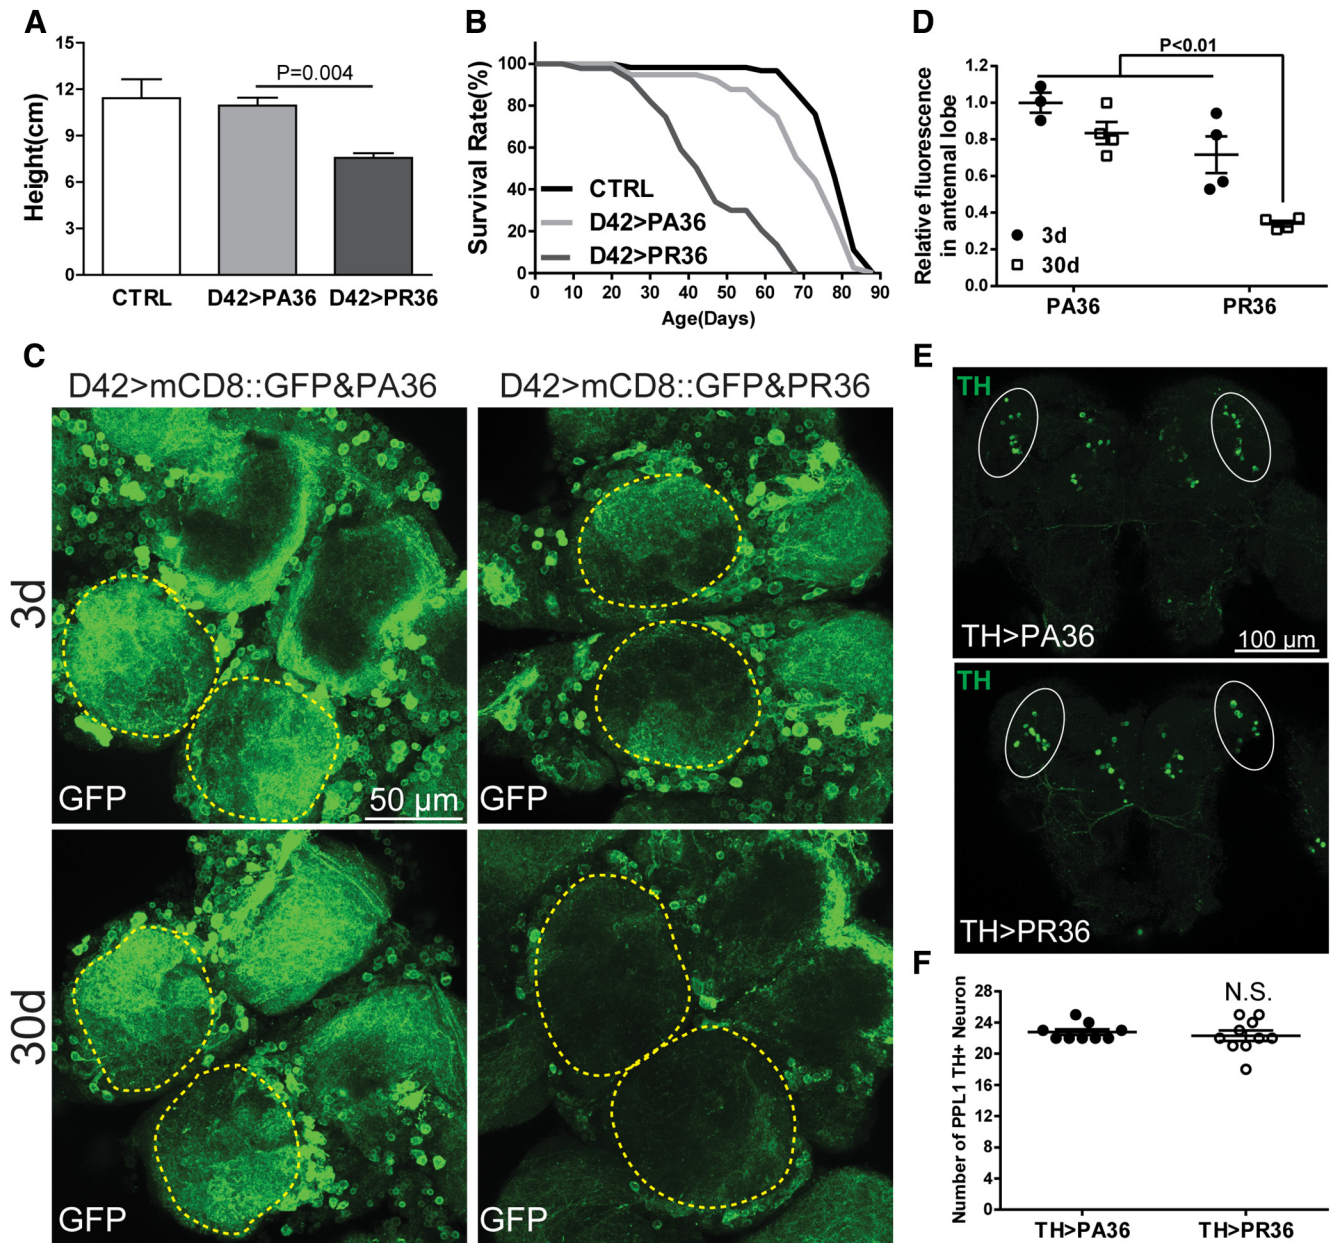 A
15
12
9
6
3
0
Height(cm)
P=0.004
CTRL
D42>PA36
D42>PR36
B
100
80
60
40
20
0
Survival Rate(%)
CTRL
D42>PA36
D42>PR36
0 10 20 30 40 50 60 70 80 90
Age(Days)
D
P<0.01
1.2
1.0
0.8
0.6
0.4
0.2
0.0
Relative fluorescence
in antennal lobe
3d
30d
PA36
PR36
C
D42>mCD8::GFP&PA36
D42>mCD8::GFP&PR36
3d
GFP
50 µm
GFP
30d
GFP
GFP
E
TH
TH>PA36
100 µm
TH
TH>PR36
F
28
24
20
16
12
8
4
0
Number of PPL1 TH+ Neuron
N.S.
TH>PA36
TH>PR36